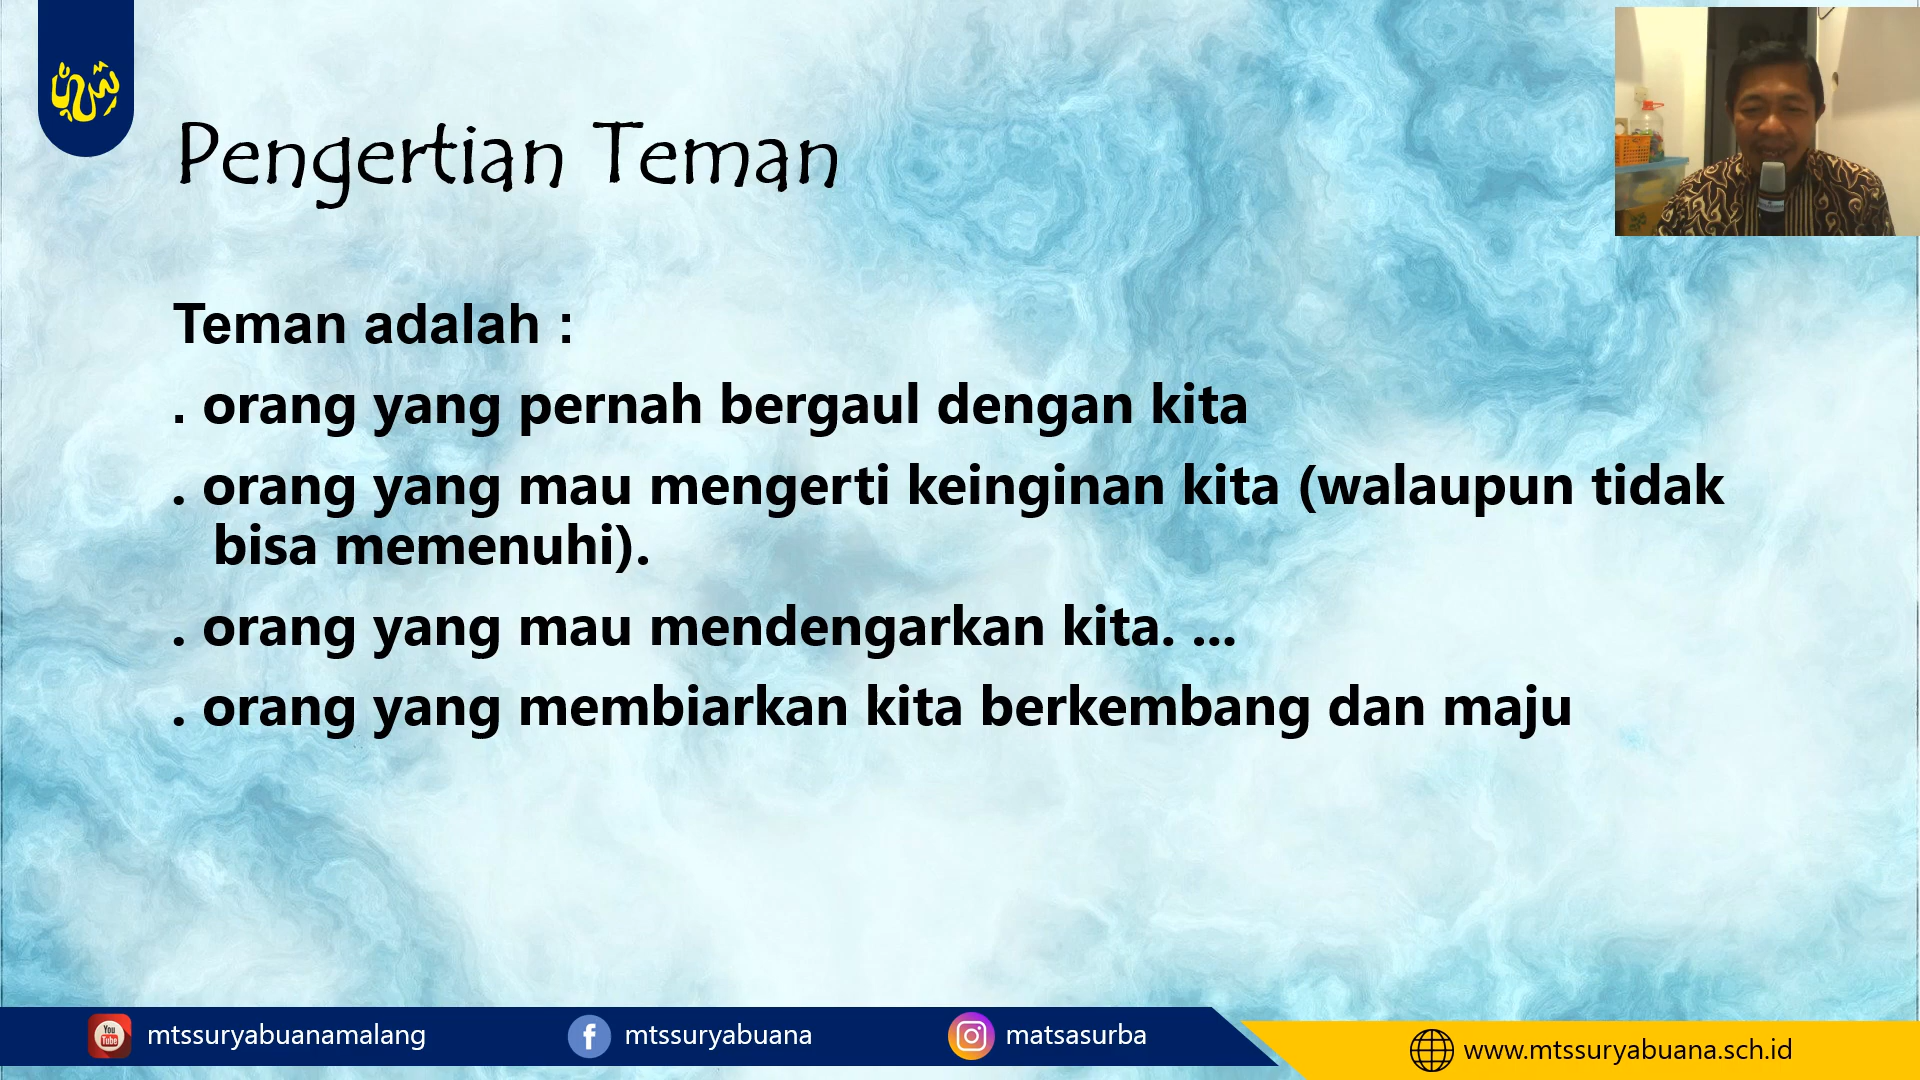 Pengertian Teman
Teman adalah :
. orang yang pernah bergaul dengan kita
. orang yang mau mengerti keinginan kita (walaupun tidak
bisa memenuhi).
. orang yang mau mendengarkan kita. ...
. orang yang membiarkan kita berkembang dan maju
You
Tube
mtssuryabuanamalang
mtssuryabuana
matsasurba
www.mtssuryabuana.sch.id